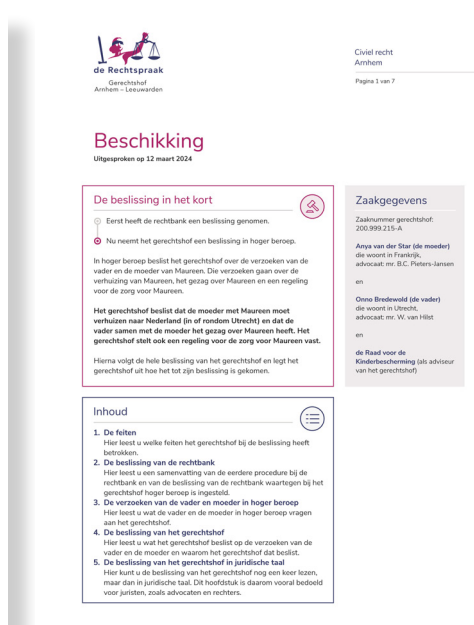 de Rechtspraak
Gerechtshof
Arnhem – Leeuwarden
Civiel recht
Arnhem
Pagina 1 van 7
Beschikking
Uitgesproken op 12 maart 2024
De beslissing in het kort
Eerst heeft de rechtbank een beslissing genomen.
Nu neemt het gerechtshof een beslissing in hoger beroep.
In hoger beroep beslist het gerechtshof over de verzoeken van de
vader en de moeder van Maureen. Die verzoeken gaan over de
verhuizing van Maureen, het gezag over Maureen en een regeling
voor de zorg voor Maureen.
Het gerechtshof beslist dat de moeder met Maureen moet
verhuizen naar Nederland (in of rondom Utrecht) en dat de
vader samen met de moeder het gezag over Maureen heeft. Het
gerechtshof stelt ook een regeling voor de zorg voor Maureen vast.
Hierna volgt de hele beslissing van het gerechtshof en legt het
gerechtshof uit hoe het tot zijn beslissing is gekomen.
Zaakgegevens
Zaaknummer gerechtshof:
200.999.215-A
Anya van der Star (de moeder)
die woont in Frankrijk,
advocaat: mr. B.C. Pieters-Jansen
en
Onno Bredewold (de vader)
die woont in Utrecht,
advocaat: mr. W. van Hilst
en
de Raad voor de
Kinderbescherming (als adviseur
van het gerechtshof)
Inhoud
1. De feiten
Hier leest u welke feiten het gerechtshof bij de beslissing heeft
betrokken.
2. De beslissing van de rechtbank
Hier leest u een samenvatting van de eerdere procedure bij de
rechtbank en van de beslissing van de rechtbank waartegen bij het
gerechtshof hoger beroep is ingesteld.
3. De verzoeken van de vader en moeder in hoger beroep
Hier leest u wat de vader en de moeder in hoger beroep vragen
aan het gerechtshof.
4. De beslissing van het gerechtshof
Hier leest u wat het gerechtshof beslist op de verzoeken van de
vader en de moeder en waarom het gerechtshof dat beslist.
5. De beslissing van het gerechtshof in juridische taal
Hier kunt u de beslissing van het gerechtshof nog een keer lezen,
maar dan in juridische taal. Dit hoofdstuk is daarom vooral bedoeld
voor juristen, zoals advocaten en rechters.